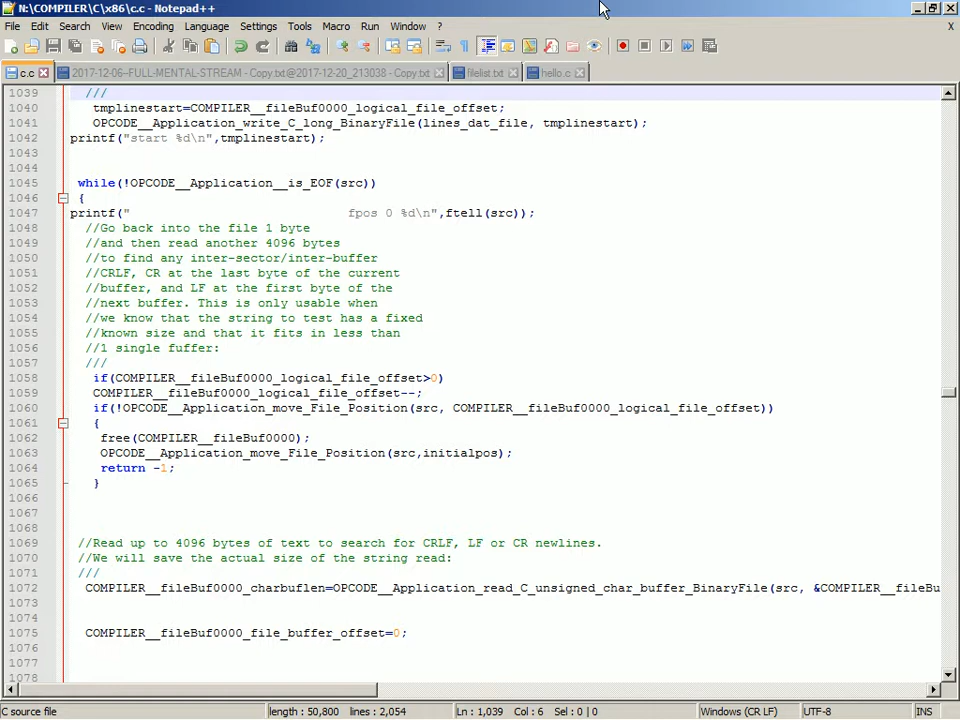 N:\COMPILER\C\x86\c.c - Notepad++
File Edit Search View Encoding Language Settings Tools Macro Run Window ? X
c.c 2017-12-06--FULL-MENTAL-STREAM - Copy.txt@2017-12-20_213038 - Copy.txt filelist.txt hello.c
1039 ///
1040 tmplinestart=COMPILER__fileBuf0000_logical_file_offset;
1041 OPCODE__Application_write_C_long_BinaryFile(lines_dat_file, tmplinestart);
1042 printf("start %d\n",tmplinestart);
1043
1044
1045 while(!OPCODE__Application__is_EOF(src))
1046 {
1047 printf(" fpos 0 %d\n",ftell(src));
1048 //Go back into the file 1 byte
1049 //and then read another 4096 bytes
1050 //to find any inter-sector/inter-buffer
1051 //CRLF, CR at the last byte of the current
1052 //buffer, and LF at the first byte of the
1053 //next buffer. This is only usable when
1054 //we know that the string to test has a fixed
1055 //known size and that it fits in less than
1056 //1 single fuffer:
1057 ///
1058 if(COMPILER__fileBuf0000_logical_file_offset>0)
1059 COMPILER__fileBuf0000_logical_file_offset--;
1060 if(!OPCODE__Application_move_File_Position(src, COMPILER__fileBuf0000_logical_file_offset))
1061 {
1062 free(COMPILER__fileBuf0000);
1063 OPCODE__Application_move_File_Position(src,initialpos);
1064 return -1;
1065 }
1066
1067
1068
1069 //Read up to 4096 bytes of text to search for CRLF, LF or CR newlines.
1070 //We will save the actual size of the string read:
1071 ///
1072 COMPILER__fileBuf0000_charbuflen=OPCODE__Application_read_C_unsigned_char_buffer_BinaryFile(src, &COMPILER__fileBu
1073
1074
1075 COMPILER__fileBuf0000_file_buffer_offset=0;
1076
1077
1078
C source file length : 50,800 lines : 2,054 Ln : 1,039 Col : 6 Sel : 0 | 0 Windows (CR LF) UTF-8 INS